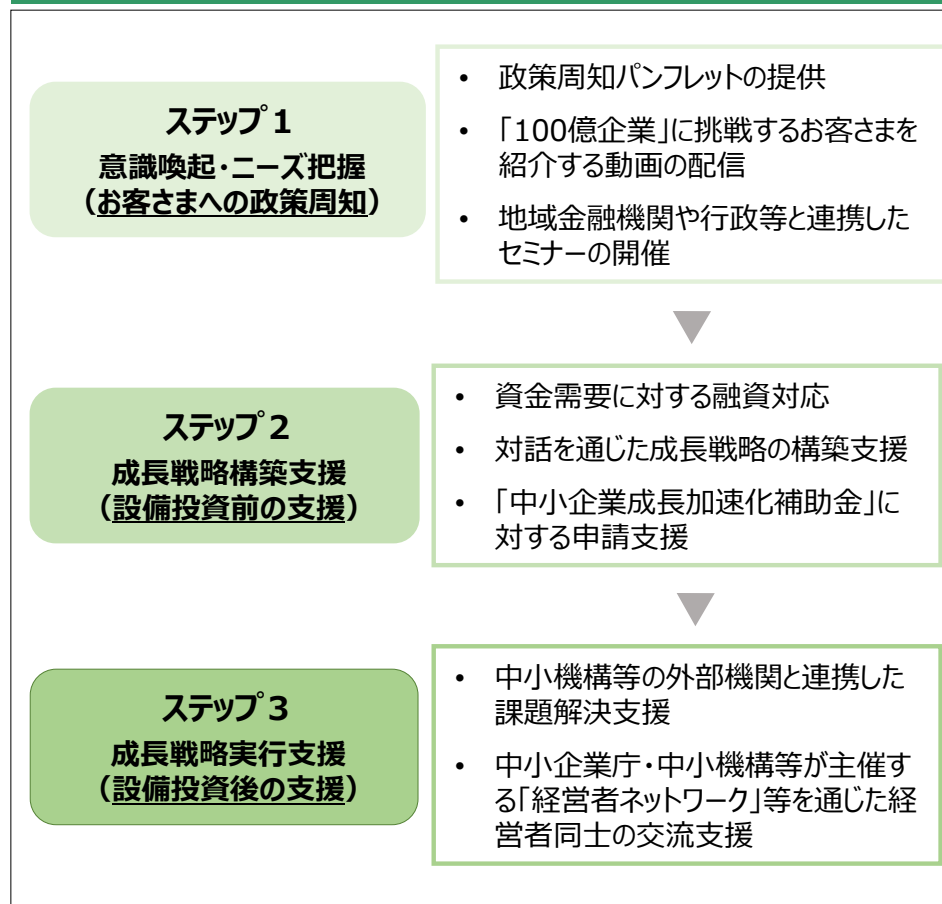 ステップ１
意識喚起・ニーズ把握
（お客さまへの政策周知）
• 政策周知パンフレットの提供
• 「100億企業」に挑戦するお客さまを
紹介する動画の配信
• 地域金融機関や行政等と連携した
セミナーの開催
ステップ２
成長戦略構築支援
（設備投資前の支援）
• 資金需要に対する融資対応
• 対話を通じた成長戦略の構築支援
• 「中小企業成長加速化補助金」に
対する申請支援
ステップ３
成長戦略実行支援
（設備投資後の支援）
• 中小機構等の外部機関と連携した
課題解決支援
• 中小企業庁・中小機構等が主催す
る「経営者ネットワーク」等を通じた経
営者同士の交流支援